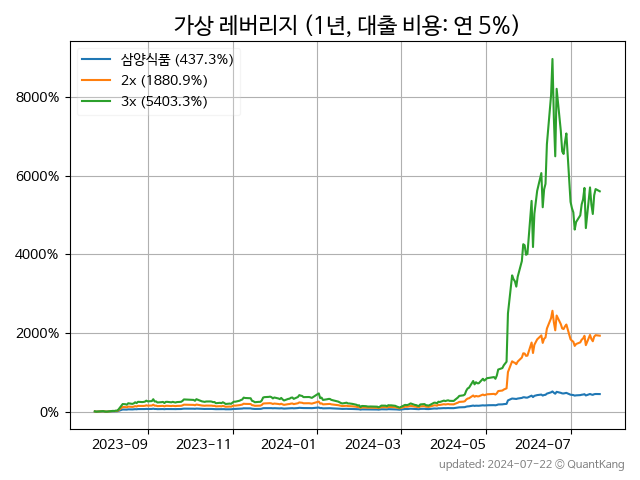 가상 레버리지 (1년, 대출 비용: 연 5%)
삼양식품 (437.3%)
2x (1880.9%)
3x (5403.3%)
8000%
6000%
4000%
2000%
0%
2023-09 2023-11 2024-01 2024-03 2024-05 2024-07
updated: 2024-07-22 © QuantKang